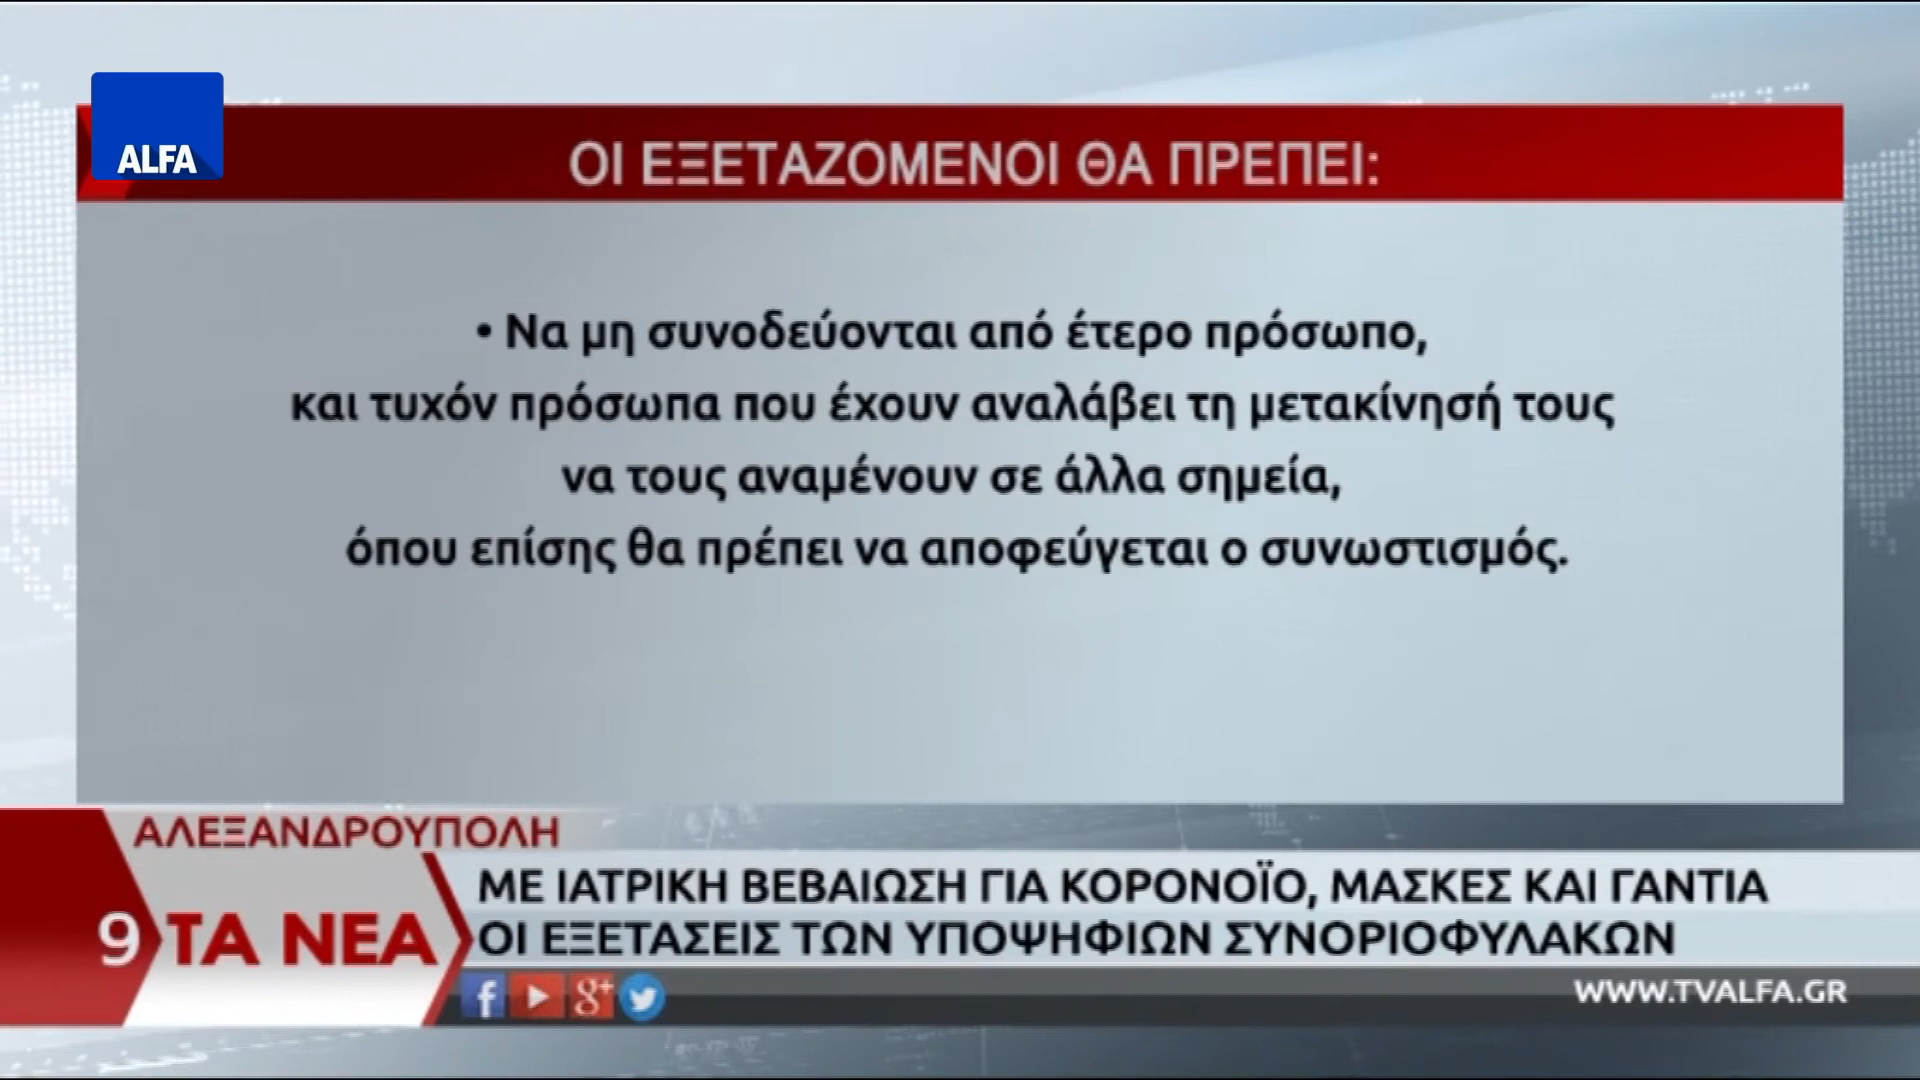 ALFA
ΟΙ ΕΞΕΤΑΖΟΜΕΝΟΙ ΘΑ ΠΡΕΠΕΙ:
• Να μη συνοδεύονται από έτερο πρόσωπο,
και τυχόν πρόσωπα που έχουν αναλάβει τη μετακίνησή τους
να τους αναμένουν σε άλλα σημεία,
όπου επίσης θα πρέπει να αποφεύγεται ο συνωστισμός.
ΑΛΕΞΑΝΔΡΟΥΠΟΛΗ
9 ΤΑ ΝΕΑ
ΜΕ ΙΑΤΡΙΚΗ ΒΕΒΑΙΩΣΗ ΓΙΑ ΚΟΡΟΝΟΪΟ, ΜΑΣΚΕΣ ΚΑΙ ΓΑΝΤΙΑ
ΟΙ ΕΞΕΤΑΣΕΙΣ ΤΩΝ ΥΠΟΨΗΦΙΩΝ ΣΥΝΟΡΙΟΦΥΛΑΚΩΝ
f g+
WWW.TVALFA.GR